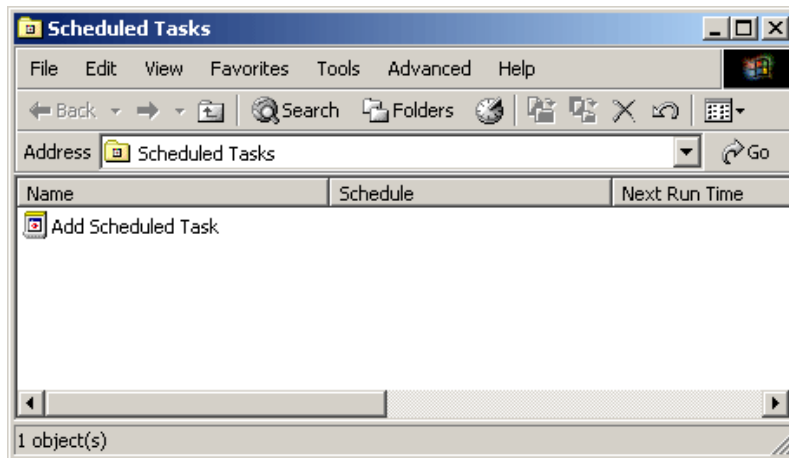 Scheduled Tasks
File Edit View Favorites Tools Advanced Help
Back Search Folders
Address Scheduled Tasks Go
Name Schedule Next Run Time
Add Scheduled Task
1 object(s)